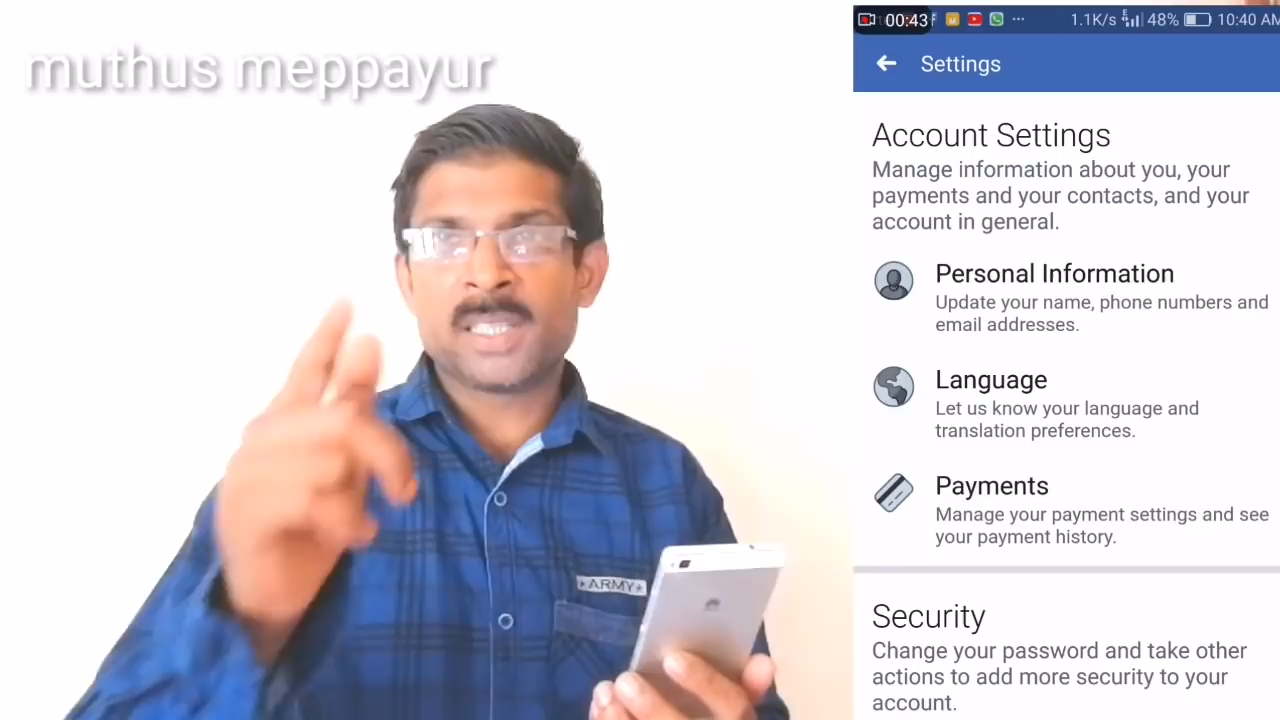 muthus meppayur
00:43
1.1K/s
48%
10:40 AM
Settings
Account Settings
Manage information about you, your
payments and your contacts, and your
account in general.
Personal Information
Update your name, phone numbers and
email addresses.
Language
Let us know your language and
translation preferences.
Payments
Manage your payment settings and see
your payment history.
Security
Change your password and take other
actions to add more security to your
account.
ARMY